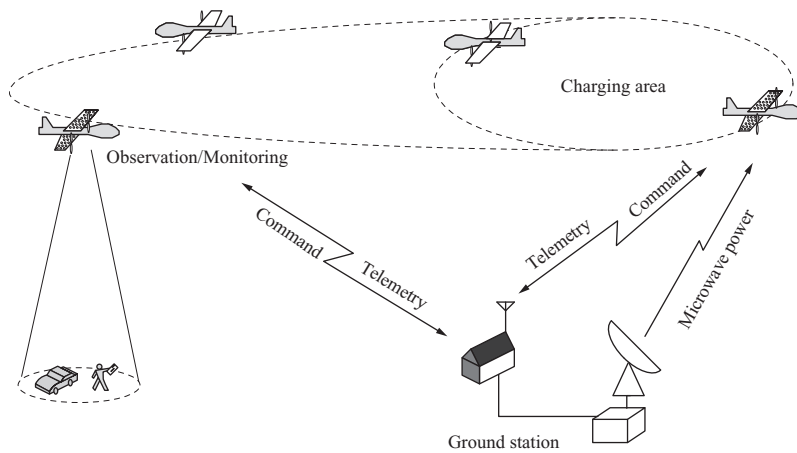 Charging area
Observation/Monitoring
Command
Telemetry
Telemetry
Command
Microwave power
Ground station